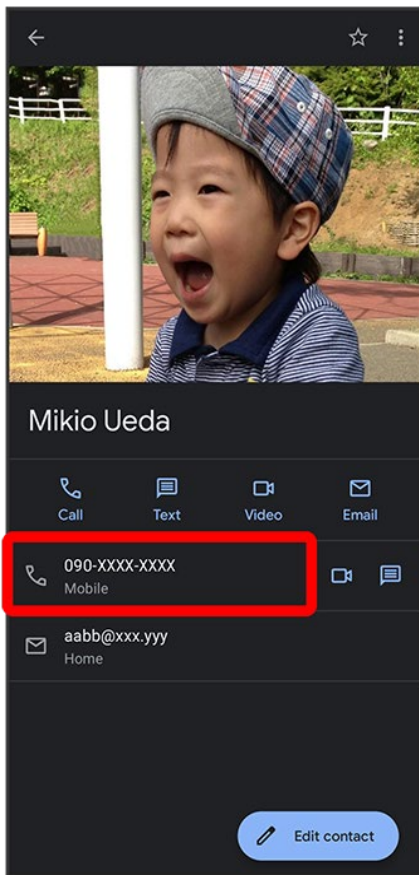 Mikio Ueda
Call Text Video Email
090-XXXX-XXXX
Mobile
aabb@xxx.yyy
Home
Edit contact